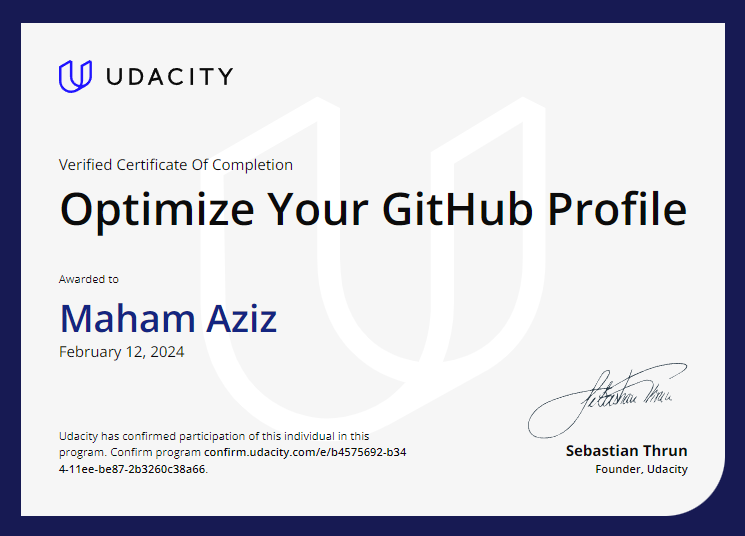 UDACITY
Verified Certificate Of Completion
Optimize Your GitHub Profile
Awarded to
Maham Aziz
February 12, 2024
Sebastian Thrun
Udacity has confirmed participation of this individual in this
program. Confirm program confirm.udacity.com/e/b4575692-b34
4-11ee-be87-2b3260c38a66.
Sebastian Thrun
Founder, Udacity